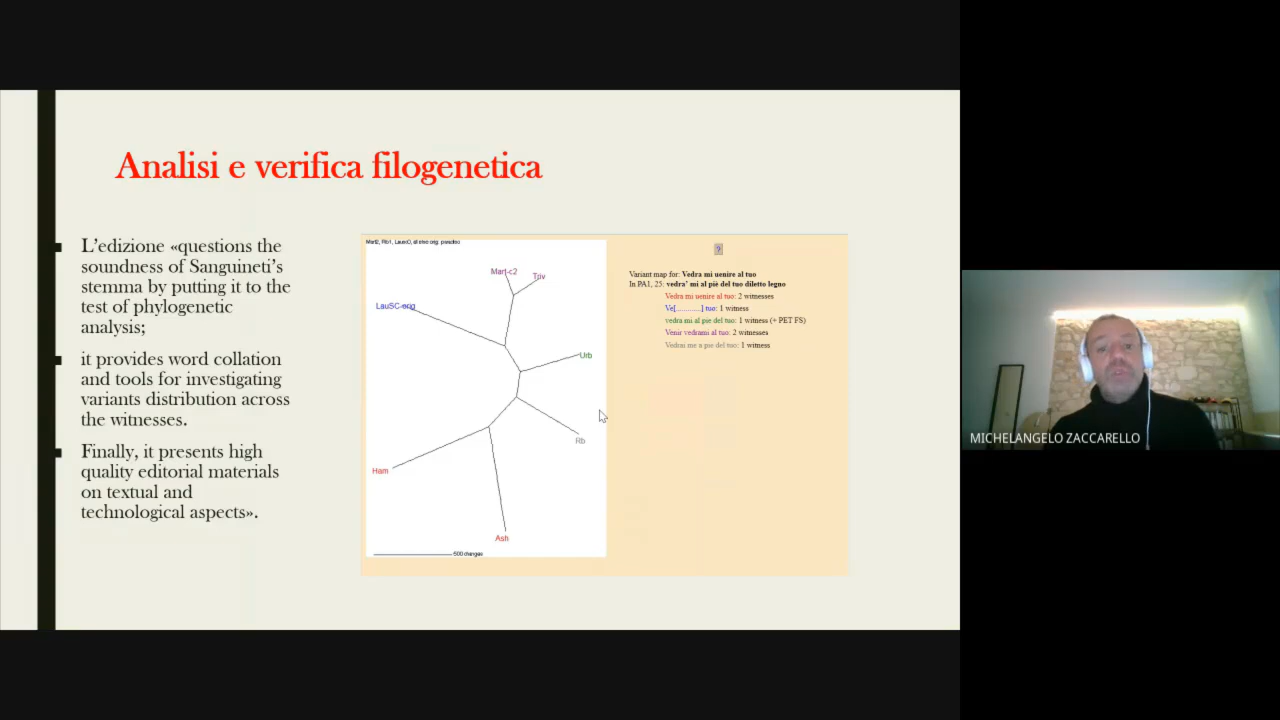 Analisi e verifica filogenetica
L'edizione «questions the
soundness of Sanguineti's
stemma by putting it to the
test of phylogenetic
analysis;
it provides word collation
and tools for investigating
variants distribution across
the witnesses.
Finally, it presents high
quality editorial materials
on textual and
technological aspects».
Mart-c2
Triv
LauSC-orig
Urb
Rb
Ham
Ash
500 changes
?
Variant map for: Vedra mi uenire al tuo
In PA1, 25: vedra' mi al piè del tuo diletto legno
Vedra mi uenire al tuo: 2 witnesses
Ve[............] tuo: 1 witness
vedra mi al pie del tuo: 1 witness (+ PET FS)
Venir vedrami al tuo: 2 witnesses
Vedrai me a pie del tuo: 1 witness
MICHELANGELO ZACCARELLO